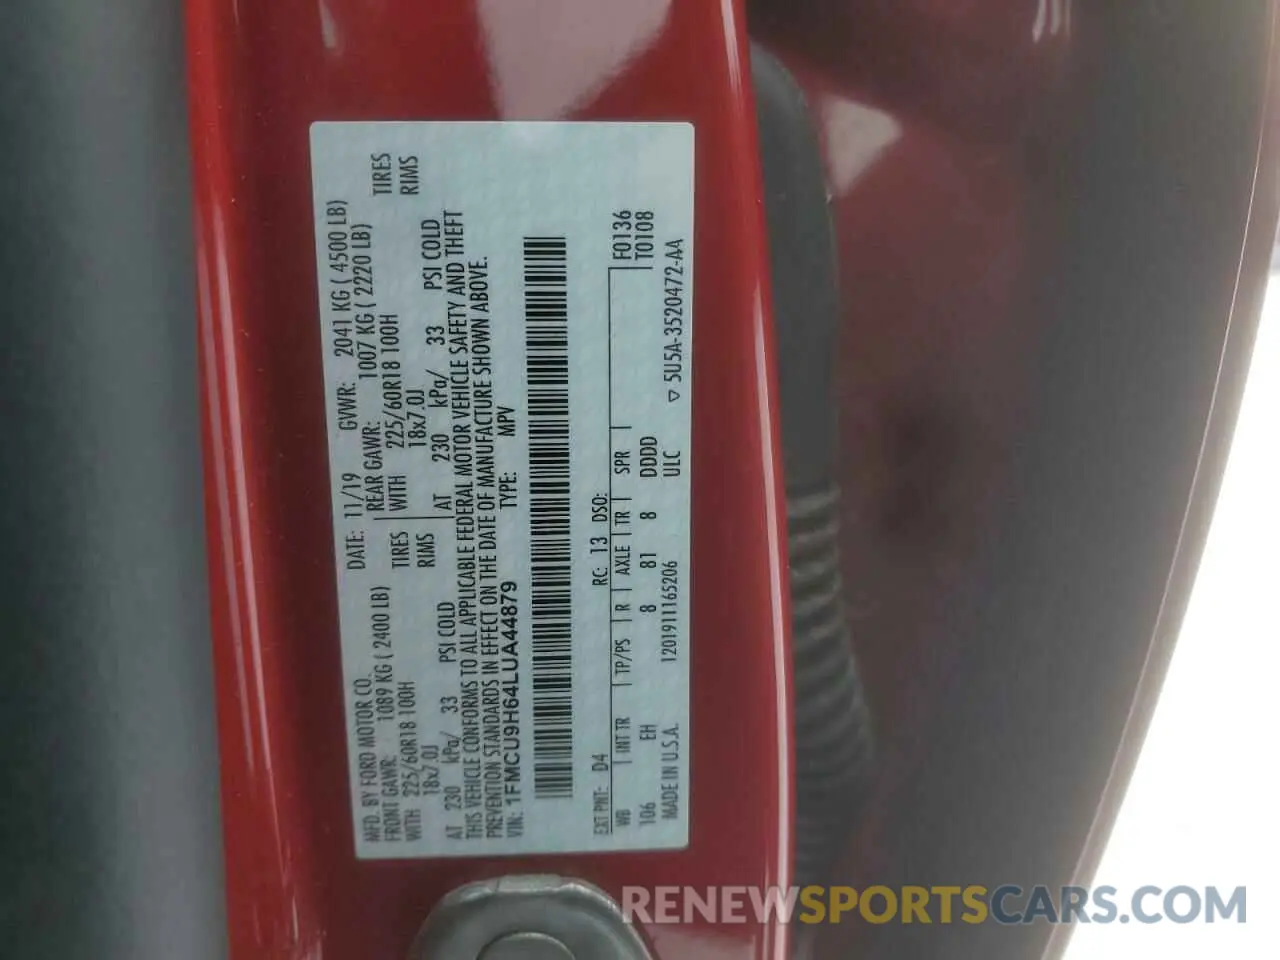 MFD. BY FORD MOTOR CO.
DATE: 11/19 GVWR: 2041 KG ( 4500 LB)
FRONT GAWR: 1089 KG ( 2400 LB) REAR GAWR: 1007 KG ( 2220 LB)
WITH 225/60R18 100H TIRES WITH 225/60R18 100H TIRES
18x7.0J RIMS 18x7.0J RIMS
AT 230 kPa/ 33 PSI COLD AT 230 kPa/ 33 PSI COLD
THIS VEHICLE CONFORMS TO ALL APPLICABLE FEDERAL MOTOR VEHICLE SAFETY AND THEFT
PREVENTION STANDARDS IN EFFECT ON THE DATE OF MANUFACTURE SHOWN ABOVE.
VIN: 1FMCU9H64LUA44879 TYPE: MPV
EXT PNT: D4 RC: 13 DSO: F0136
WB INT TR TP/PS R AXLE TR SPR T0108
106 EH 8 81 8 DDDD
MADE IN U.S.A. 120191116520​6 ULC ▽ 5U5A-3520472-AA
RENEWSPORTSCARS.COM